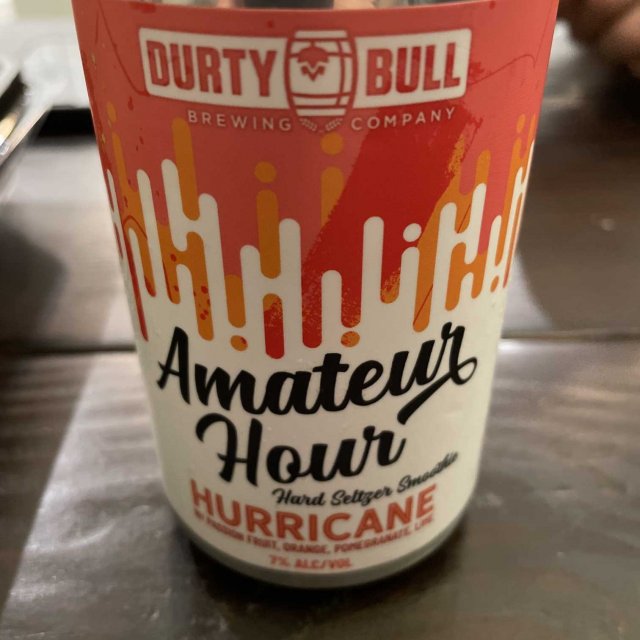 DURTY BULL
BREWING COMPANY
Amateur
Hour
Hard Seltzer Smoothie
HURRICANE
W/ PASSION FRUIT, ORANGE, POMEGRANATE, LIME
7% ALC/VOL